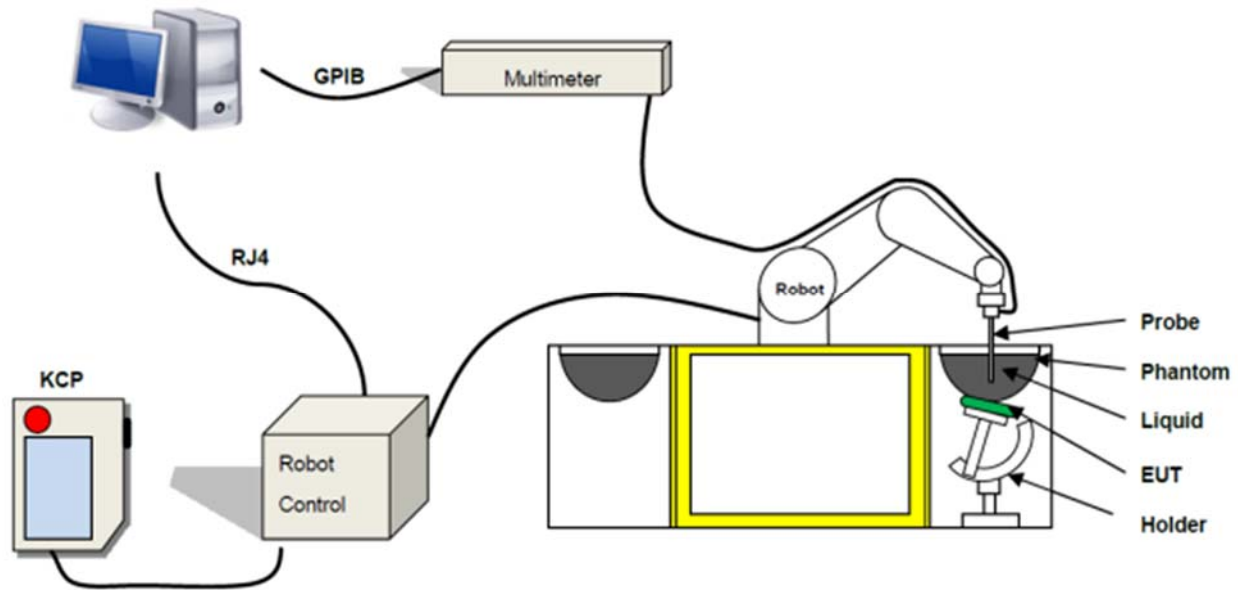 GPIB
Multimeter
RJ4
Robot
Probe
Phantom
Liquid
EUT
Holder
KCP
Robot
Control